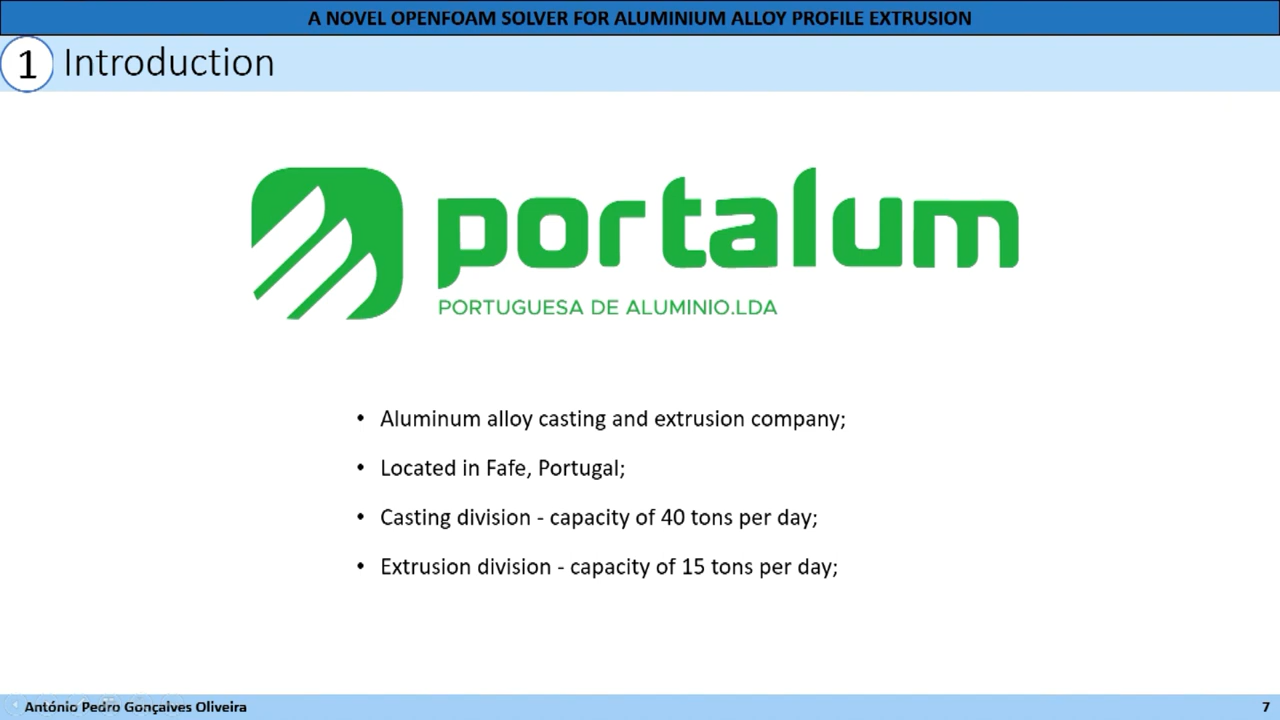 A NOVEL OPENFOAM SOLVER FOR ALUMINIUM ALLOY PROFILE EXTRUSION
1 Introduction
portalum
PORTUGUESA DE ALUMINIO.LDA
• Aluminum alloy casting and extrusion company;
• Located in Fafe, Portugal;
• Casting division - capacity of 40 tons per day;
• Extrusion division - capacity of 15 tons per day;
António Pedro Gonçalves Oliveira
7